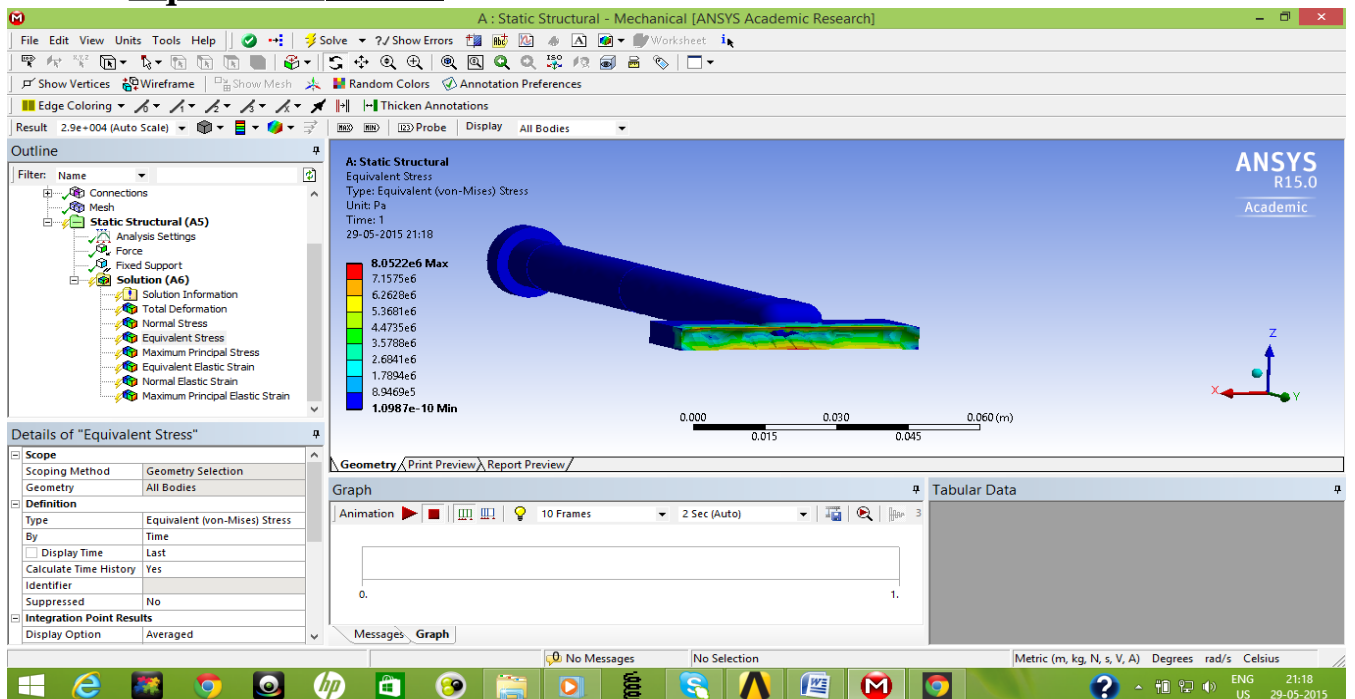 A : Static Structural - Mechanical [ANSYS Academic Research]
File Edit View Units Tools Help Solve ?./ Show Errors Worksheet
Show Vertices Wireframe Show Mesh Random Colors Annotation Preferences
Edge Coloring Thicken Annotations
Result 2.9e+004 (Auto Scale) MAX MIN Probe Display All Bodies
Outline
Filter: Name
Connections
Mesh
Static Structural (A5)
Analysis Settings
Force
Fixed Support
Solution (A6)
Solution Information
Total Deformation
Normal Stress
Equivalent Stress
Maximum Principal Stress
Equivalent Elastic Strain
Normal Elastic Strain
Maximum Principal Elastic Strain
A: Static Structural
Equivalent Stress
Type: Equivalent (von-Mises) Stress
Unit: Pa
Time: 1
29-05-2015 21:18
8.0522e6 Max
7.1575e6
6.2628e6
5.3681e6
4.4735e6
3.5788e6
2.6841e6
1.7894e6
8.9469e5
1.0987e-10 Min
ANSYS
R15.0
Academic
Z
X
Y
0.000 0.030 0.060 (m)
0.015 0.045
Geometry Print Preview Report Preview
Details of "Equivalent Stress"
Scope
Scoping Method Geometry Selection
Geometry All Bodies
Definition
Type Equivalent (von-Mises) Stress
By Time
Display Time Last
Calculate Time History Yes
Identifier
Suppressed No
Integration Point Results
Display Option Averaged
Graph
Animation 10 Frames 2 Sec (Auto) 3
0. 1.
Messages Graph
Tabular Data
No Messages No Selection Metric (m, kg, N, s, V, A) Degrees rad/s Celsius
hp
ENG 21:18
US 29-05-2015